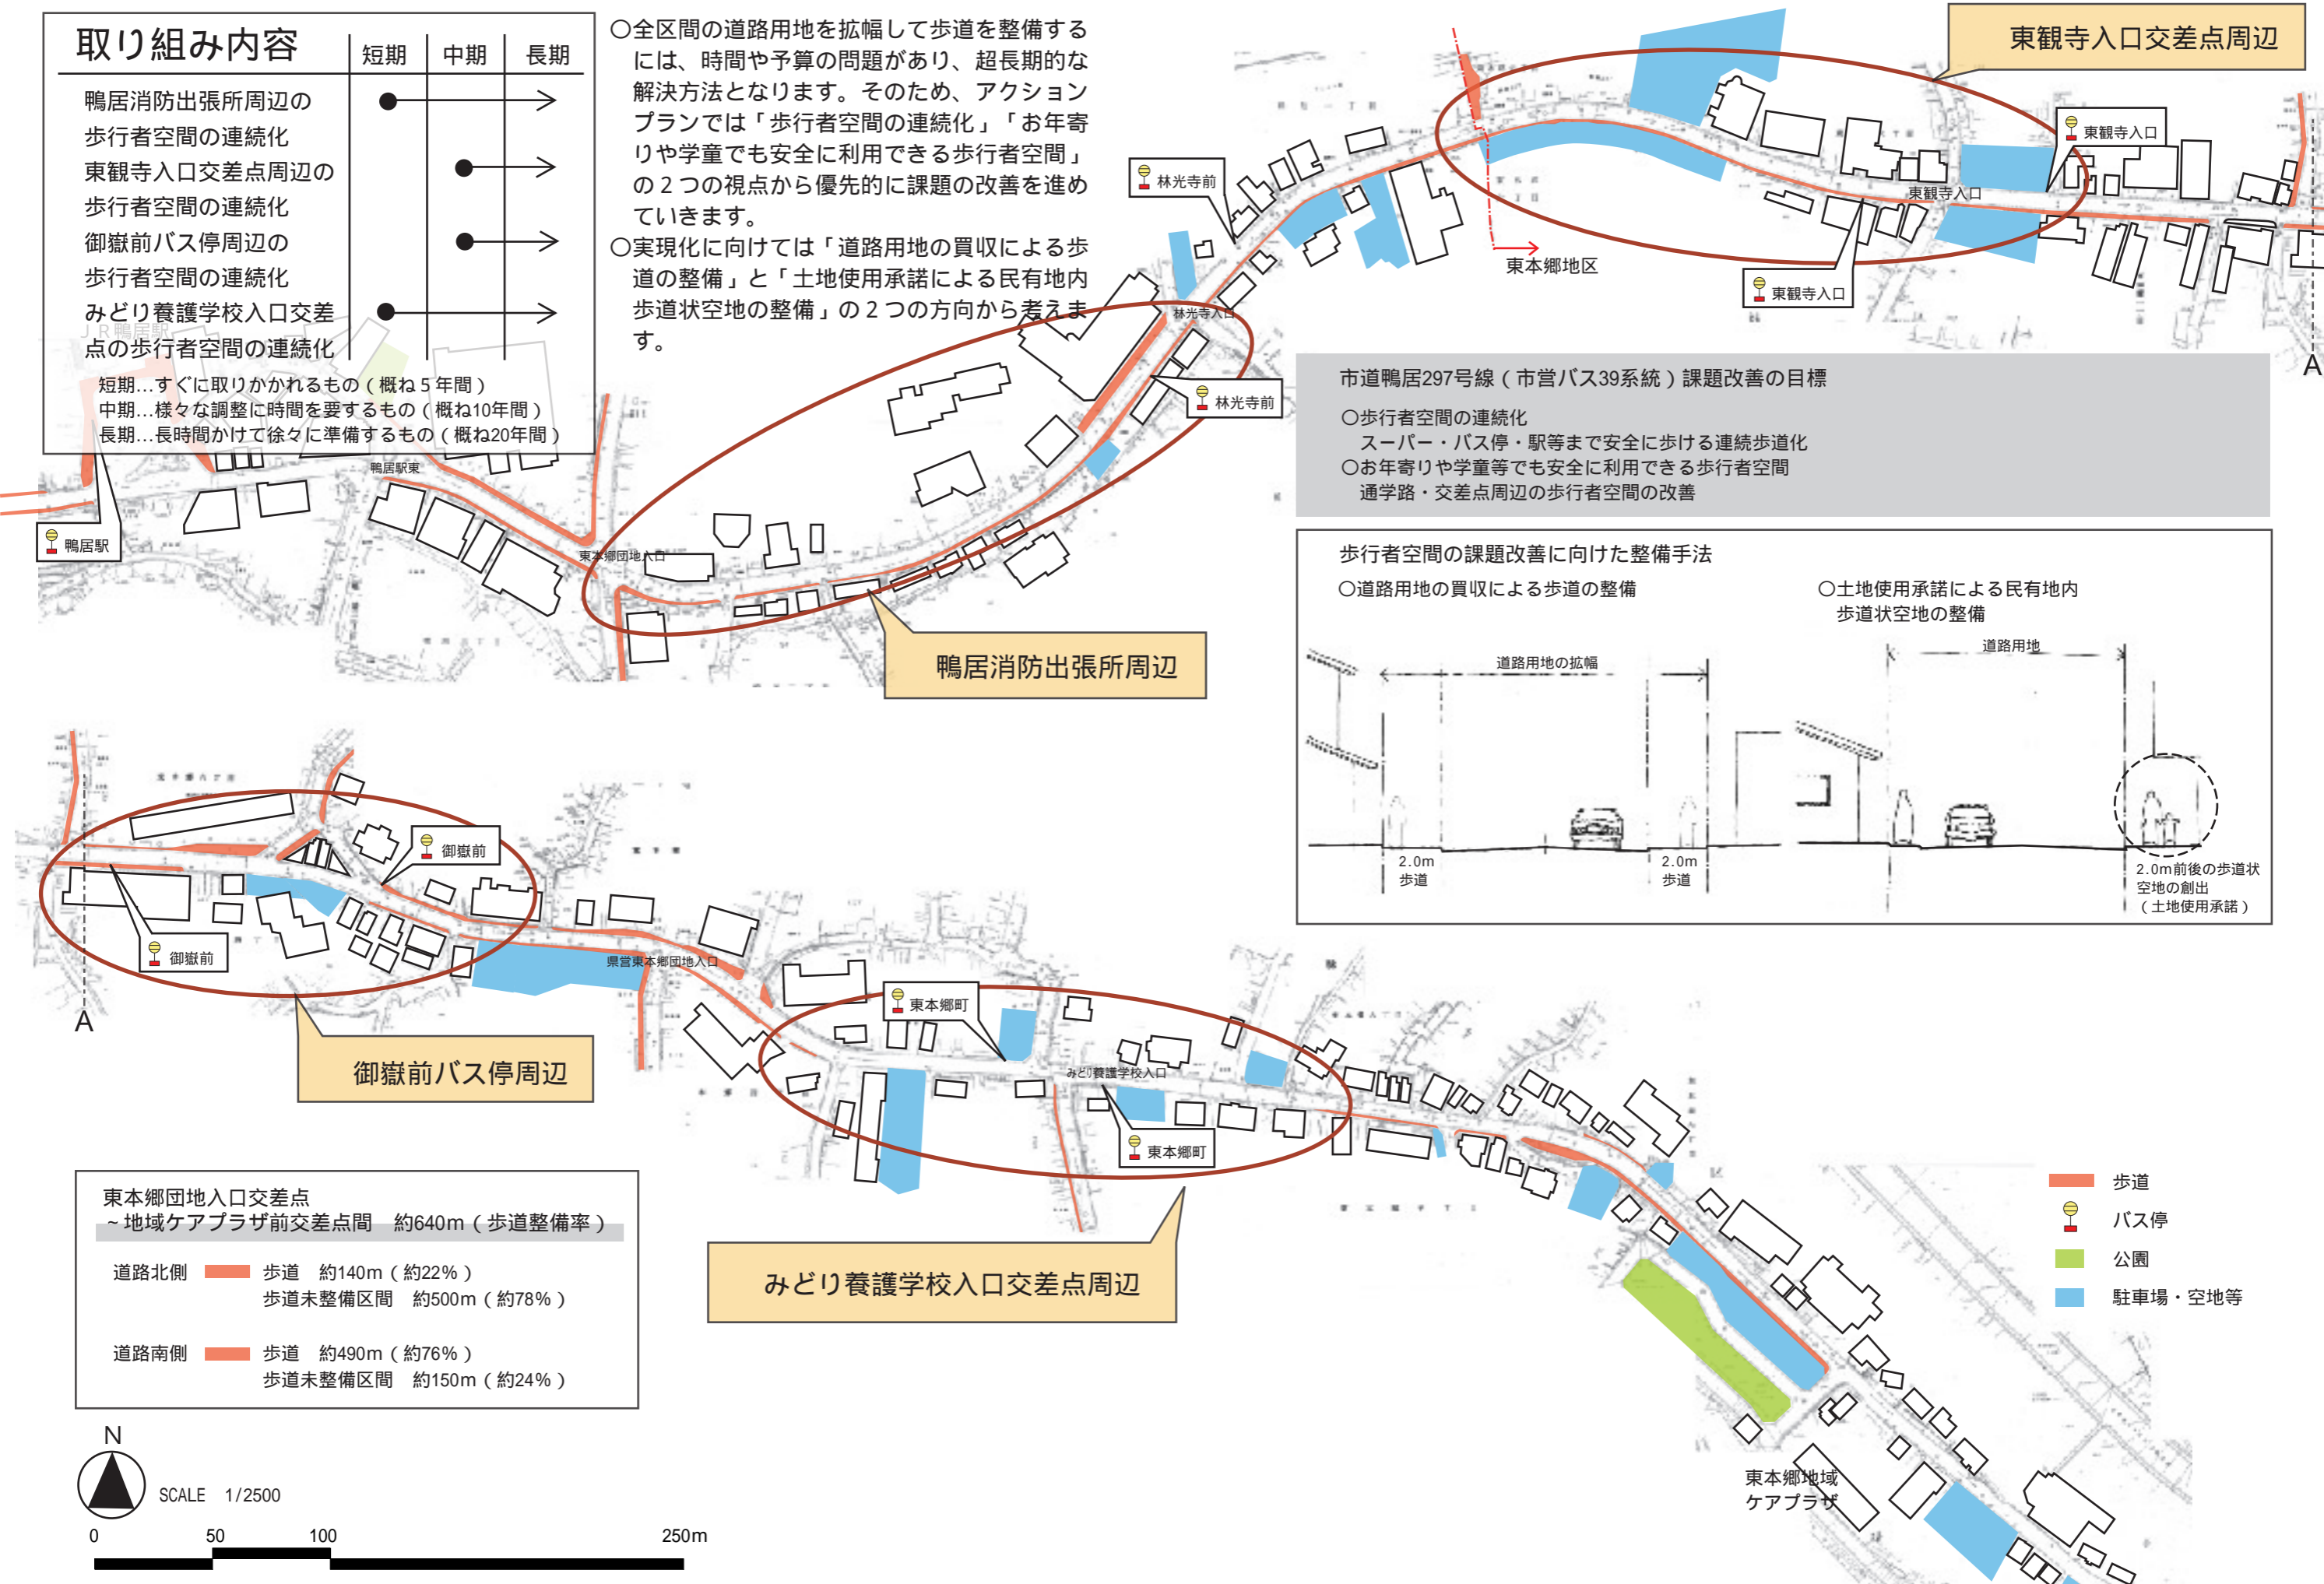 取り組み内容
短期 中期 長期
鴨居消防出張所周辺の
歩行者空間の連続化
東観寺入口交差点周辺の
歩行者空間の連続化
御嶽前バス停周辺の
歩行者空間の連続化
みどり養護学校入口交差
点の歩行者空間の連続化
JR鴨居駅
短期…すぐに取りかかれるもの（概ね５年間）
中期…様々な調整に時間を要するもの（概ね10年間）
長期…長時間かけて徐々に準備するもの（概ね20年間）
○全区間の道路用地を拡幅して歩道を整備する
には、時間や予算の問題があり、超長期的な
解決方法となります。そのため、アクション
プランでは「歩行者空間の連続化」「お年寄
りや学童でも安全に利用できる歩行者空間」
の２つの視点から優先的に課題の改善を進め
ていきます。
○実現化に向けては「道路用地の買収による歩
道の整備」と「土地使用承諾による民有地内
歩道状空地の整備」の２つの方向から考えま
す。
東観寺入口交差点周辺
東観寺入口
東観寺入口
東観寺入口
東本郷地区
林光寺前
林光寺入口
林光寺前
A
鴨居駅東
鴨居駅
東本郷団地入口
鴨居消防出張所周辺
市道鴨居297号線（市営バス39系統）課題改善の目標
○歩行者空間の連続化
スーパー・バス停・駅等まで安全に歩ける連続歩道化
○お年寄りや学童等でも安全に利用できる歩行者空間
通学路・交差点周辺の歩行者空間の改善
歩行者空間の課題改善に向けた整備手法
○道路用地の買収による歩道の整備
○土地使用承諾による民有地内
歩道状空地の整備
道路用地の拡幅
道路用地
2.0m
歩道
2.0m
歩道
2.0m前後の歩道状
空地の創出
（土地使用承諾）
御嶽前
御嶽前
A
御嶽前バス停周辺
県営東本郷団地入口
東本郷町
みどり養護学校入口
東本郷町
みどり養護学校入口交差点周辺
東本郷団地入口交差点
~地域ケアプラザ前交差点間　約640m（歩道整備率）
道路北側 歩道　約140m（約22%）
歩道未整備区間　約500m（約78%）
道路南側 歩道　約490m（約76%）
歩道未整備区間　約150m（約24%）
歩道
バス停
公園
駐車場・空地等
東本郷地域
ケアプラザ
N
SCALE 1/2500
0 50 100 250m